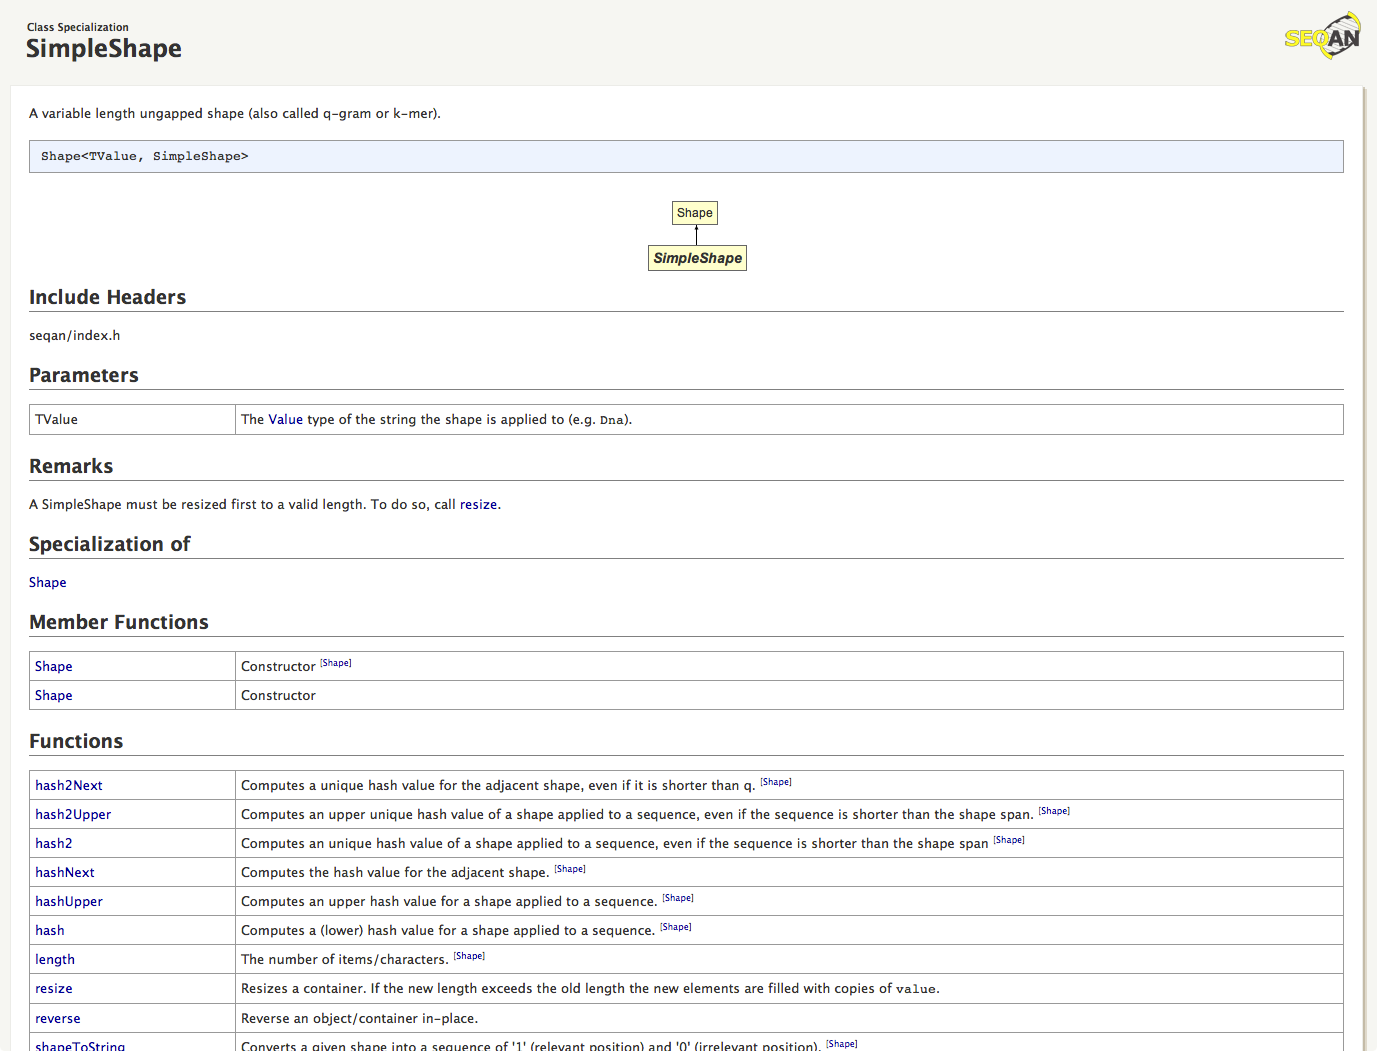 Class Specialization
SimpleShape
SEQAN
A variable length ungapped shape (also called q-gram or k-mer).
Shape<TValue, SimpleShape>
Shape
SimpleShape
Include Headers
seqan/index.h
Parameters
TValue The Value type of the string the shape is applied to (e.g. Dna).
Remarks
A SimpleShape must be resized first to a valid length. To do so, call resize.
Specialization of
Shape
Member Functions
Shape Constructor [Shape]
Shape Constructor
Functions
hash2Next Computes a unique hash value for the adjacent shape, even if it is shorter than q. [Shape]
hash2Upper Computes an upper unique hash value of a shape applied to a sequence, even if the sequence is shorter than the shape span. [Shape]
hash2 Computes an unique hash value of a shape applied to a sequence, even if the sequence is shorter than the shape span [Shape]
hashNext Computes the hash value for the adjacent shape. [Shape]
hashUpper Computes an upper hash value for a shape applied to a sequence. [Shape]
hash Computes a (lower) hash value for a shape applied to a sequence. [Shape]
length The number of items/characters. [Shape]
resize Resizes a container. If the new length exceeds the old length the new elements are filled with copies of value.
reverse Reverse an object/container in-place.
shapeToString Converts a given shape into a sequence of '1' (relevant position) and '0' (irrelevant position). [Shape]